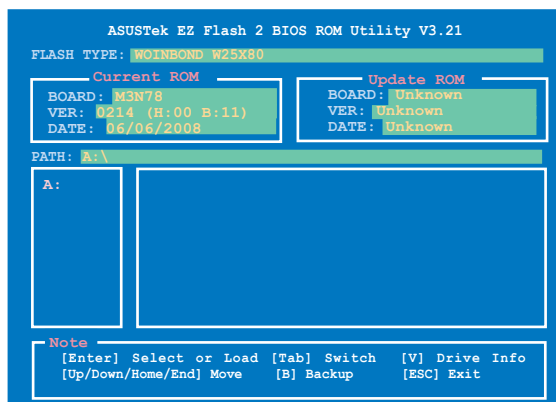 ASUSTek EZ Flash 2 BIOS ROM Utility V3.21
FLASH TYPE: WOINBOND W25X80
Current ROM
BOARD: M3N78
VER: 0214 (H:00 B:11)
DATE: 06/06/2008
Update ROM
BOARD: Unknown
VER: Unknown
DATE: Unknown
PATH: A:\
A:
Note
[Enter] Select or Load [Tab] Switch [V] Drive Info
[Up/Down/Home/End] Move [B] Backup [ESC] Exit